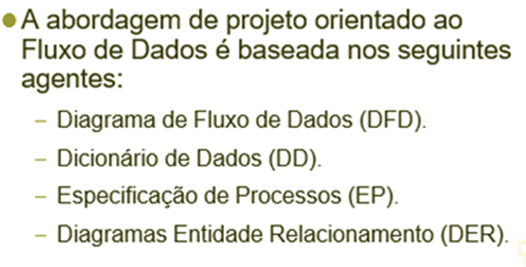 A abordagem de projeto orientado ao
Fluxo de Dados é baseada nos seguintes
agentes:
– Diagrama de Fluxo de Dados (DFD).
– Dicionário de Dados (DD).
– Especificação de Processos (EP).
– Diagramas Entidade Relacionamento (DER).